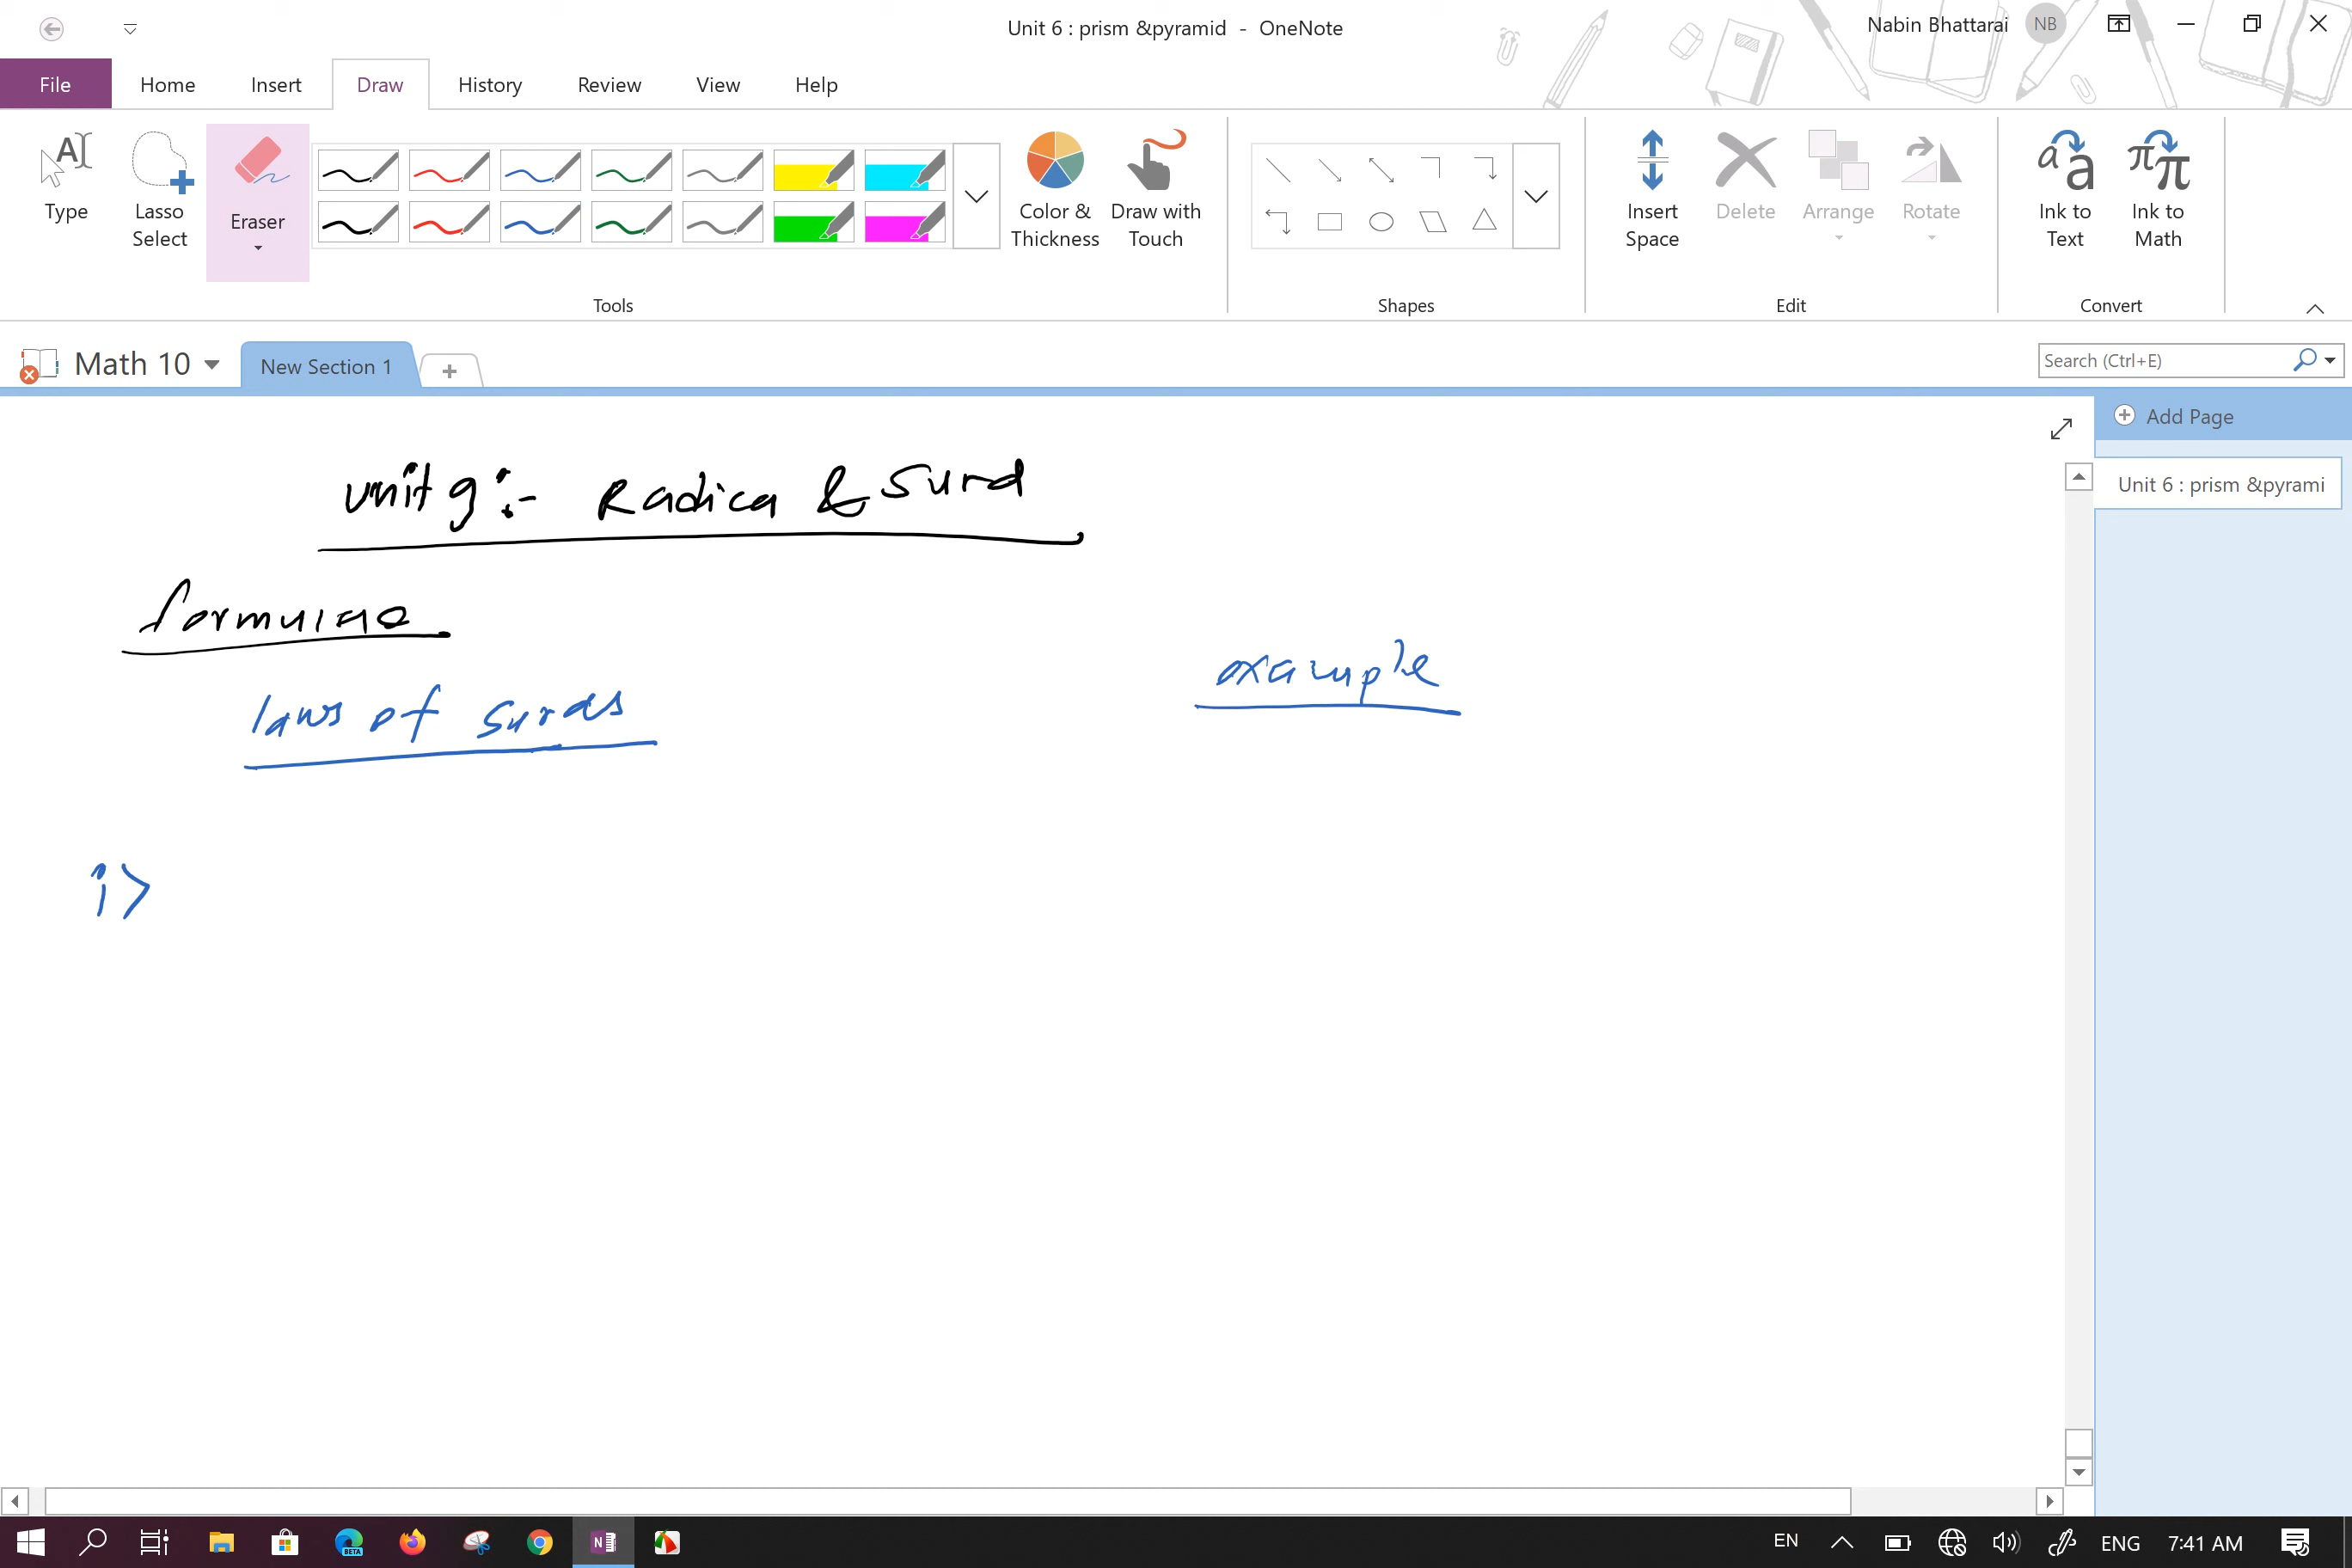 Unit 6 : prism &pyramid - OneNote
Nabin Bhattarai NB
File Home Insert Draw History Review View Help
Type
Lasso Select
Eraser
Color & Thickness
Draw with Touch
Insert Space
Delete
Arrange
Rotate
Ink to Text
Ink to Math
Tools Shapes Edit Convert
Math 10 New Section 1
Search (Ctrl+E)
Add Page
Unit 6 : prism &pyrami
unit 9 :- Radica & Surd
formulae
example
laws of surds
i>
EN ENG 7:41 AM